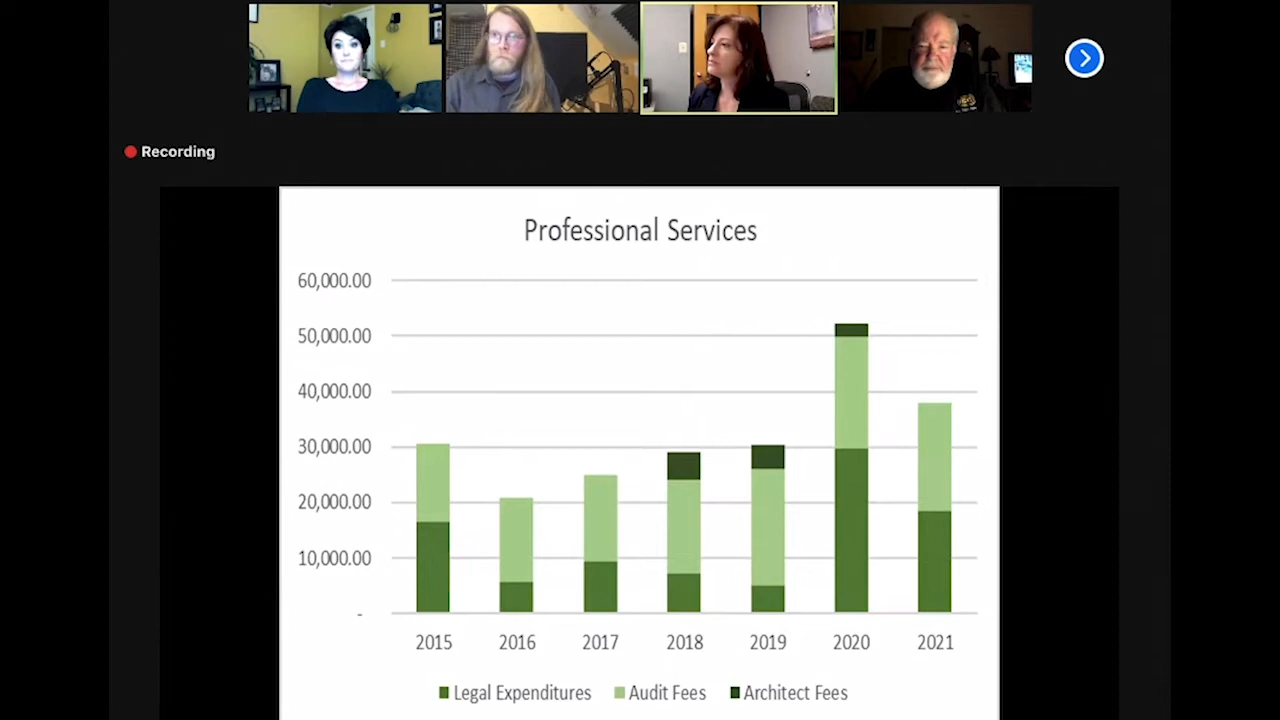 Recording
Professional Services
60,000.00
50,000.00
40,000.00
30,000.00
20,000.00
10,000.00
-
2015 2016 2017 2018 2019 2020 2021
Legal Expenditures Audit Fees Architect Fees